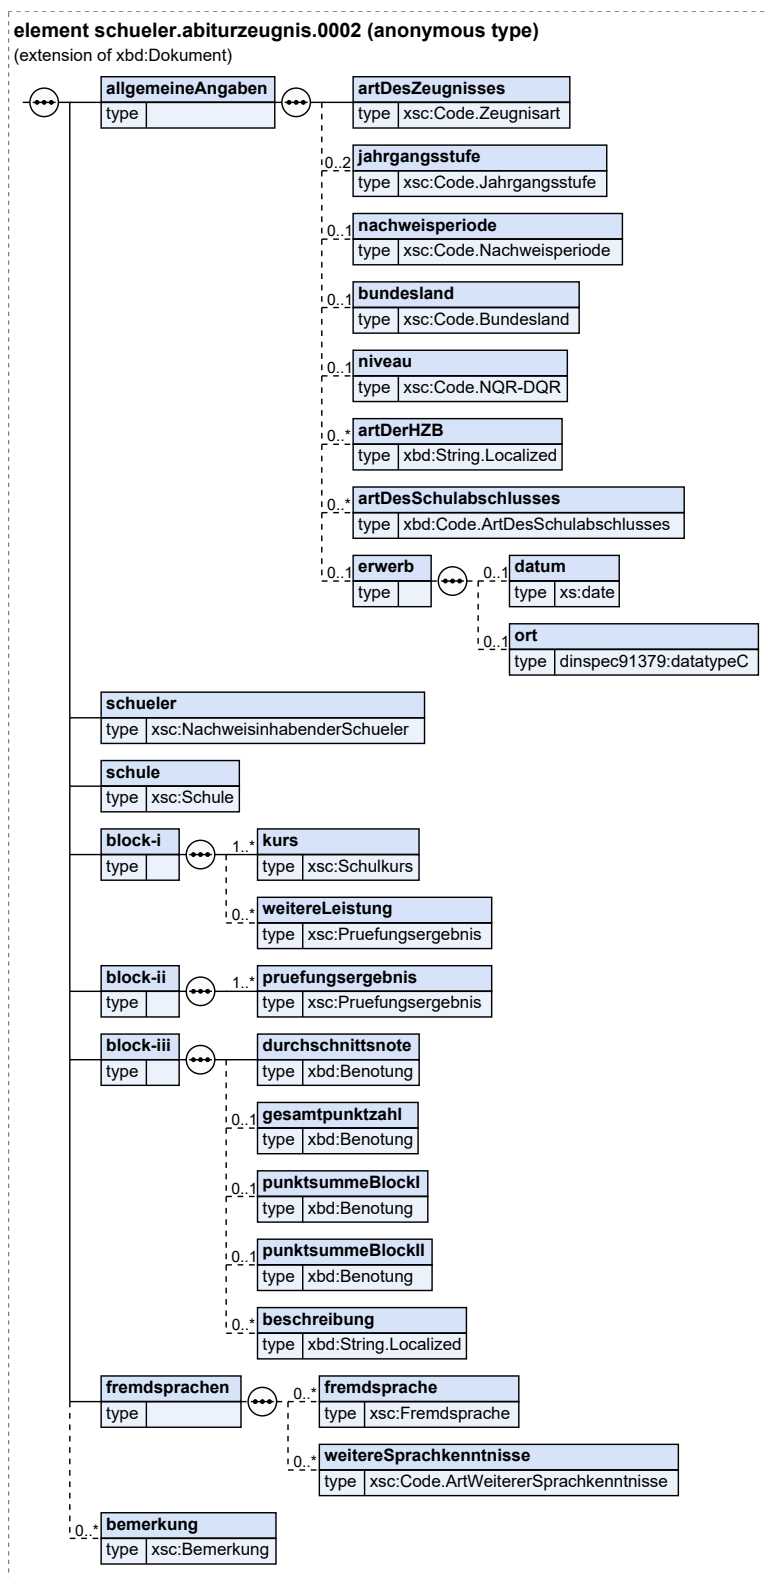 element schueler.abiturzeugnis.0002 (anonymous type)
(extension of xbd:Dokument)
allgemeineAngaben
type
artDesZeugnisses
type xsc:Code.Zeugnisart
0..2 jahrgangsstufe
type xsc:Code.Jahrgangsstufe
0..1 nachweisperiode
type xsc:Code.Nachweisperiode
0..1 bundesland
type xsc:Code.Bundesland
0..1 niveau
type xsc:Code.NQR-DQR
0..* artDerHZB
type xbd:String.Localized
0..* artDesSchulabschlusses
type xbd:Code.ArtDesSchulabschlusses
0..1 erwerb
type
0..1 datum
type xs:date
0..1 ort
type dinspec91379:datatypeC
schueler
type xsc:NachweisinhabenderSchueler
schule
type xsc:Schule
block-i
type
1..* kurs
type xsc:Schulkurs
0..* weitereLeistung
type xsc:Pruefungsergebnis
block-ii
type
1..* pruefungsergebnis
type xsc:Pruefungsergebnis
block-iii
type
durchschnittsnote
type xbd:Benotung
0..1 gesamtpunktzahl
type xbd:Benotung
0..1 punktsummeBlockI
type xbd:Benotung
0..1 punktsummeBlockII
type xbd:Benotung
0..* beschreibung
type xbd:String.Localized
fremdsprachen
type
0..* fremdsprache
type xsc:Fremdsprache
0..* weitereSprachkenntnisse
type xsc:Code.ArtWeitererSprachkenntnisse
0..* bemerkung
type xsc:Bemerkung